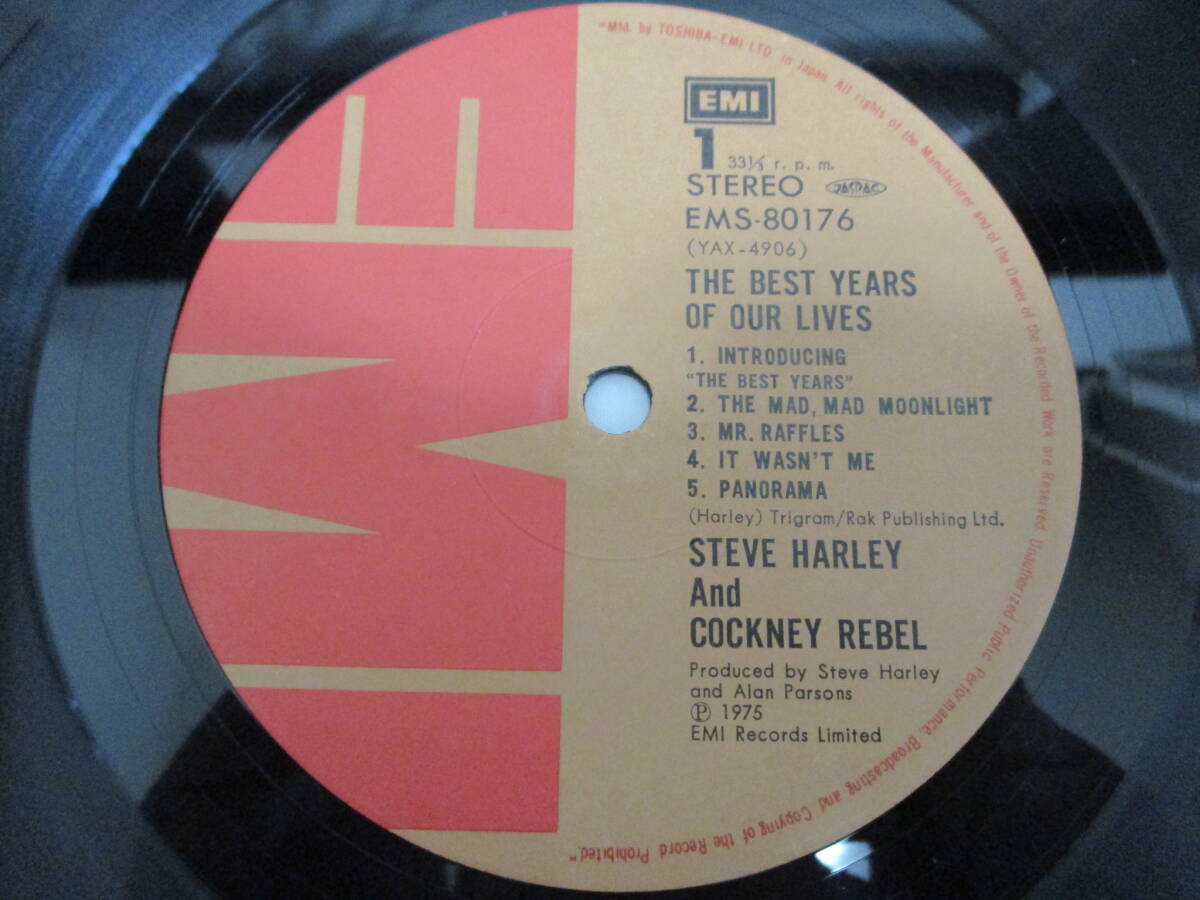 EMI
1 33⅓ r. p. m.
STEREO JASRAC
EMS-80176
(YAX-4906)
THE BEST YEARS
OF OUR LIVES
1. INTRODUCING
"THE BEST YEARS"
2. THE MAD, MAD MOONLIGHT
3. MR. RAFFLES
4. IT WASN'T ME
5. PANORAMA
(Harley) Trigram/Rak Publishing Ltd.
STEVE HARLEY
And
COCKNEY REBEL
Produced by Steve Harley
and Alan Parsons
Ⓟ 1975
EMI Records Limited
"Mfd. by TOSHIBA-EMI LTD. in Japan. All rights of the Manufacturer and of the Owner of the Recorded Work are Reserved. Unauthorized Public Performance, Broadcasting and Copying of the Record Prohibited."
EMI